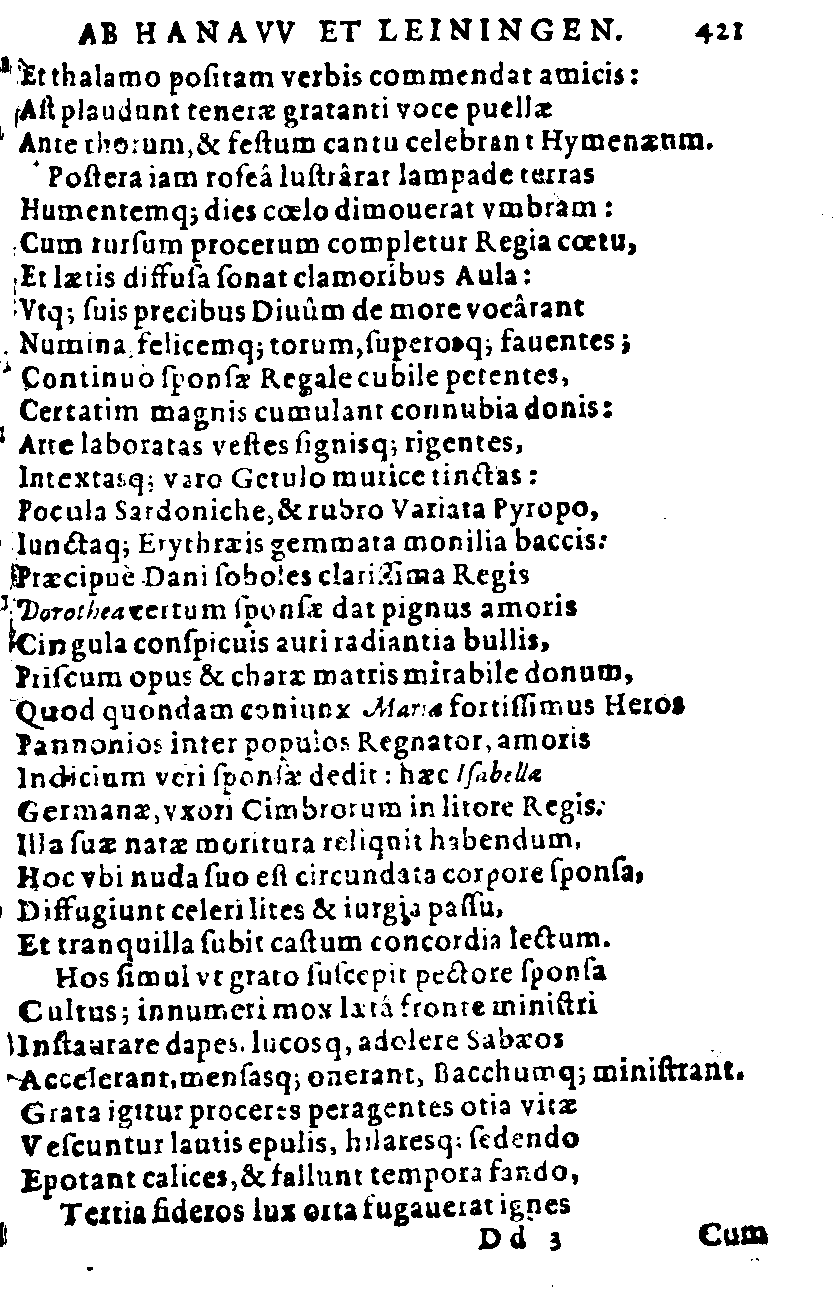 AB HANAVV ET LEININGEN. 421
Et thalamo poſitam verbis commendat amicis:
Aſt plaudunt teneræ gratanti voce puellæ
Ante thorum, & feſtum cantu celebrant Hymenæum.
Poſtera iam roſeâ luſtrârat lampade terras
Humentemq; dies cœlo dimouerat vmbram:
Cum rurſum procerum completur Regia cœtu,
Et lætis diffuſa ſonat clamoribus Aula:
Vtq; ſuis precibus Diuûm de more vocârant
Numina, felicemq; torum, ſuperosq; fauentes;
Continuò ſponſæ Regale cubile petentes,
Certatim magnis cumulant connubia donis:
Arte laboratas veſtes ſignisq; rigentes,
Intextasq; varo Getulo murice tinctas:
Pocula Sardoniche, & rubro Variata Pyropo,
Iunctaq; Erythræis gemmata monilia baccis:
Præcipuè Dani ſoboles clariſſima Regis
Dorothea certum ſponſæ dat pignus amoris
Cingula conſpicuis auri radiantia bullis,
Priſcum opus & charæ matris mirabile donum,
Quod quondam coniunx Maria fortiſſimus Heros
Pannonios inter populos Regnator, amoris
Indicium veri ſponſæ dedit: hæc Iſabellæ
Germanæ, vxori Cimbrorum in litore Regis:
Illa ſuæ natæ moritura reliqnit habendum,
Hoc vbi nuda ſuo eſt circundata corpore ſponſa,
Diffugiunt celeri lites & iurgia paſſu,
Et tranquilla ſubit caſtum concordia lectum.
Hos ſimul vt grato ſuſcepit pectore ſponſa
Cultus; innumeri mox lætá fronte miniſtri
Inſtaurare dapes, lucosq, adolere Sabæos
Accelerant, menſasq; onerant, Bacchumq; miniſtrant.
Grata igitur proceres peragentes otia vitæ
Veſcuntur lautis epulis, hilaresq; ſedendo
Epotant calices, & fallunt tempora fando,
Tertia ſideros lux orta fugauerat ignes
Dd 3 Cum